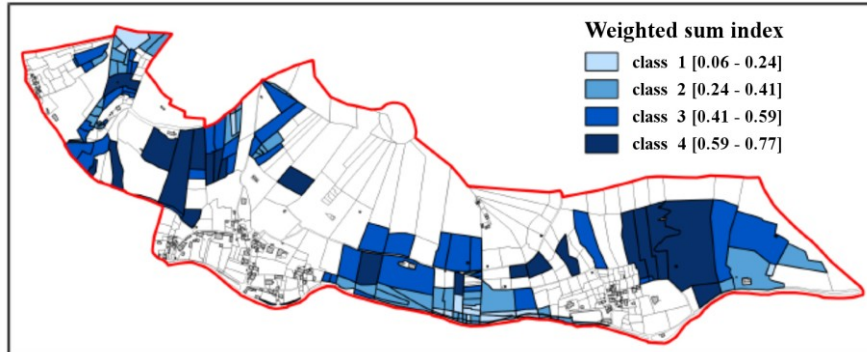 Weighted sum index
class 1 [0.06 - 0.24]
class 2 [0.24 - 0.41]
class 3 [0.41 - 0.59]
class 4 [0.59 - 0.77]